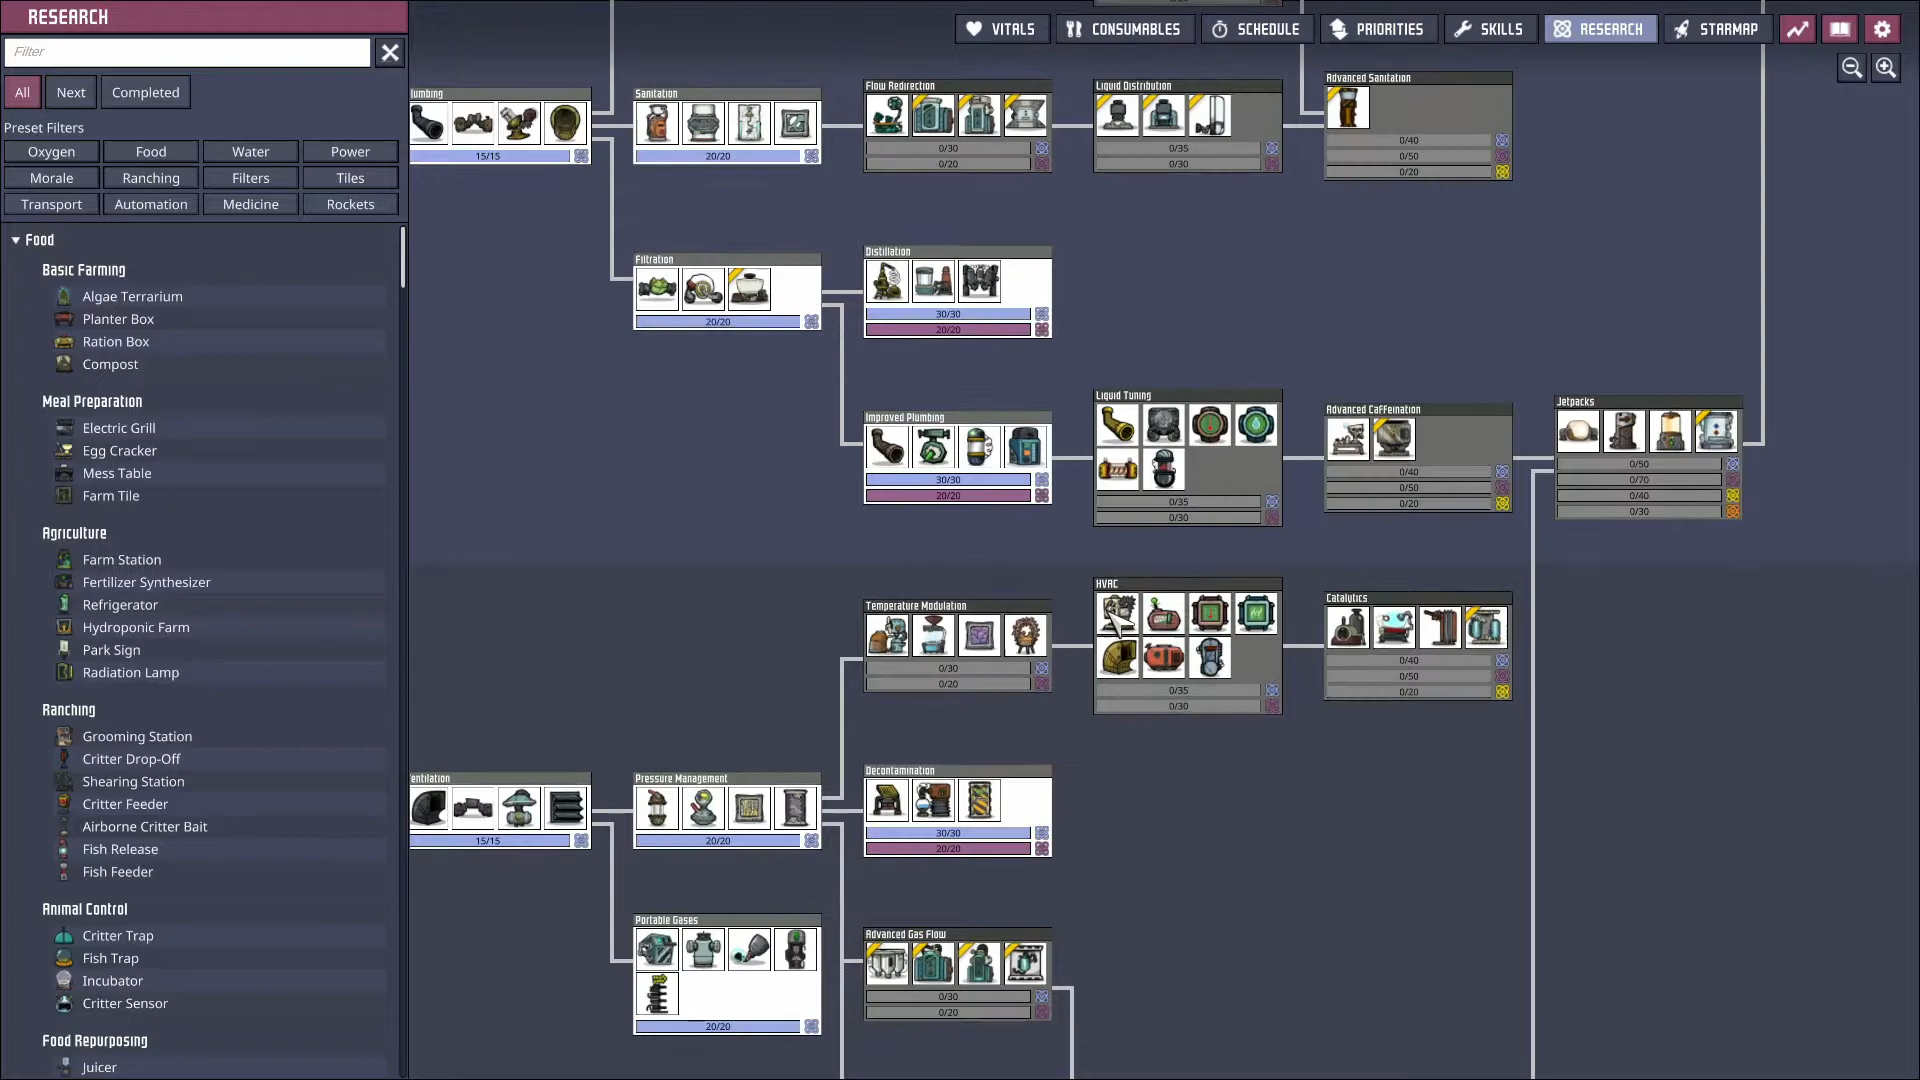 RESEARCH
VITALS CONSUMABLES SCHEDULE PRIORITIES SKILLS RESEARCH STARMAP
Filter
All Next Completed
Preset Filters
Oxygen Food Water Power
Morale Ranching Filters Tiles
Transport Automation Medicine Rockets
Food
Basic Farming
Algae Terrarium
Planter Box
Ration Box
Compost
Meal Preparation
Electric Grill
Egg Cracker
Mess Table
Farm Tile
Agriculture
Farm Station
Fertilizer Synthesizer
Refrigerator
Hydroponic Farm
Park Sign
Radiation Lamp
Ranching
Grooming Station
Critter Drop-Off
Shearing Station
Critter Feeder
Airborne Critter Bait
Fish Release
Fish Feeder
Animal Control
Critter Trap
Fish Trap
Incubator
Critter Sensor
Food Repurposing
Juicer
lumbing
15/15
Sanitation
20/20
Flow Redirection
0/30
0/20
Liquid Distribution
0/35
0/30
Advanced Sanitation
0/40
0/50
0/20
Filtration
20/20
Distillation
30/30
20/20
Improved Plumbing
30/30
20/20
Liquid Tuning
0/35
0/30
Advanced Caffeination
0/40
0/50
0/20
Jetpacks
0/50
0/70
0/40
0/30
Temperature Modulation
0/30
0/20
HVAC
0/35
0/30
Catalytics
0/40
0/50
0/20
entilation
15/15
Pressure Management
20/20
Decontamination
30/30
20/20
Portable Gases
20/20
Advanced Gas Flow
0/30
0/20